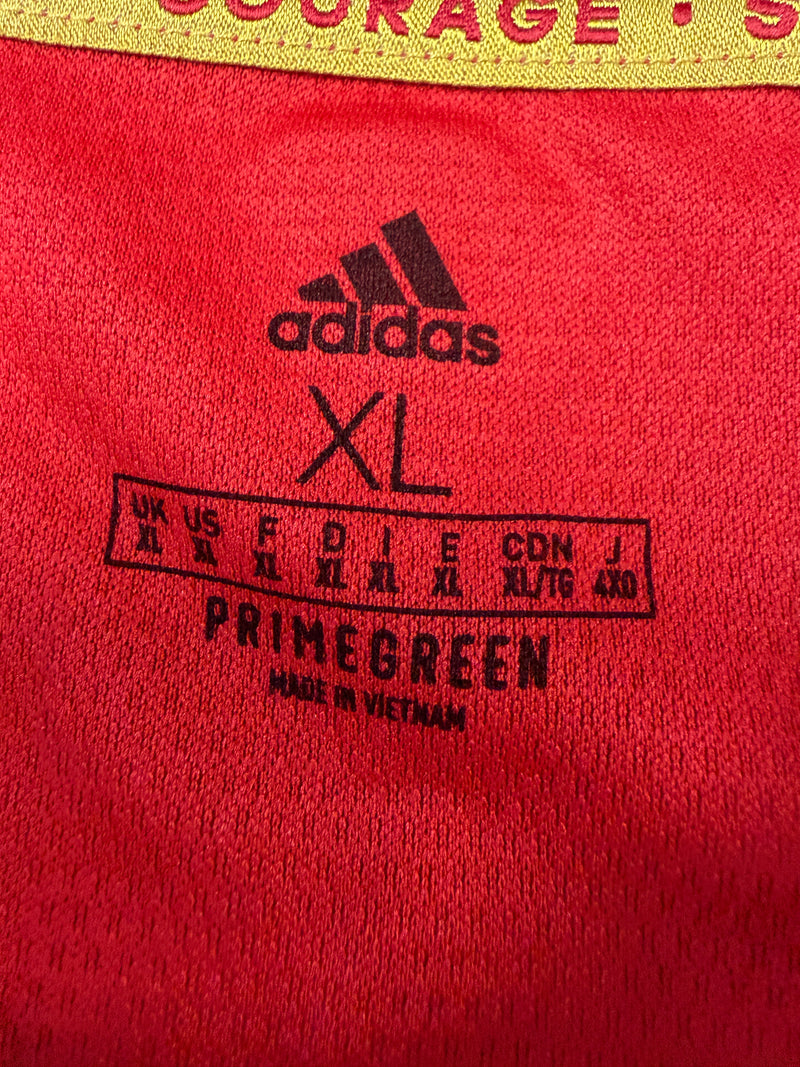 COURAGE · S
adidas
XL
UK US F D I E CDN J
XL XL XL XL XL XL XL/TG 4XO
PRIMEGREEN
MADE IN VIETNAM